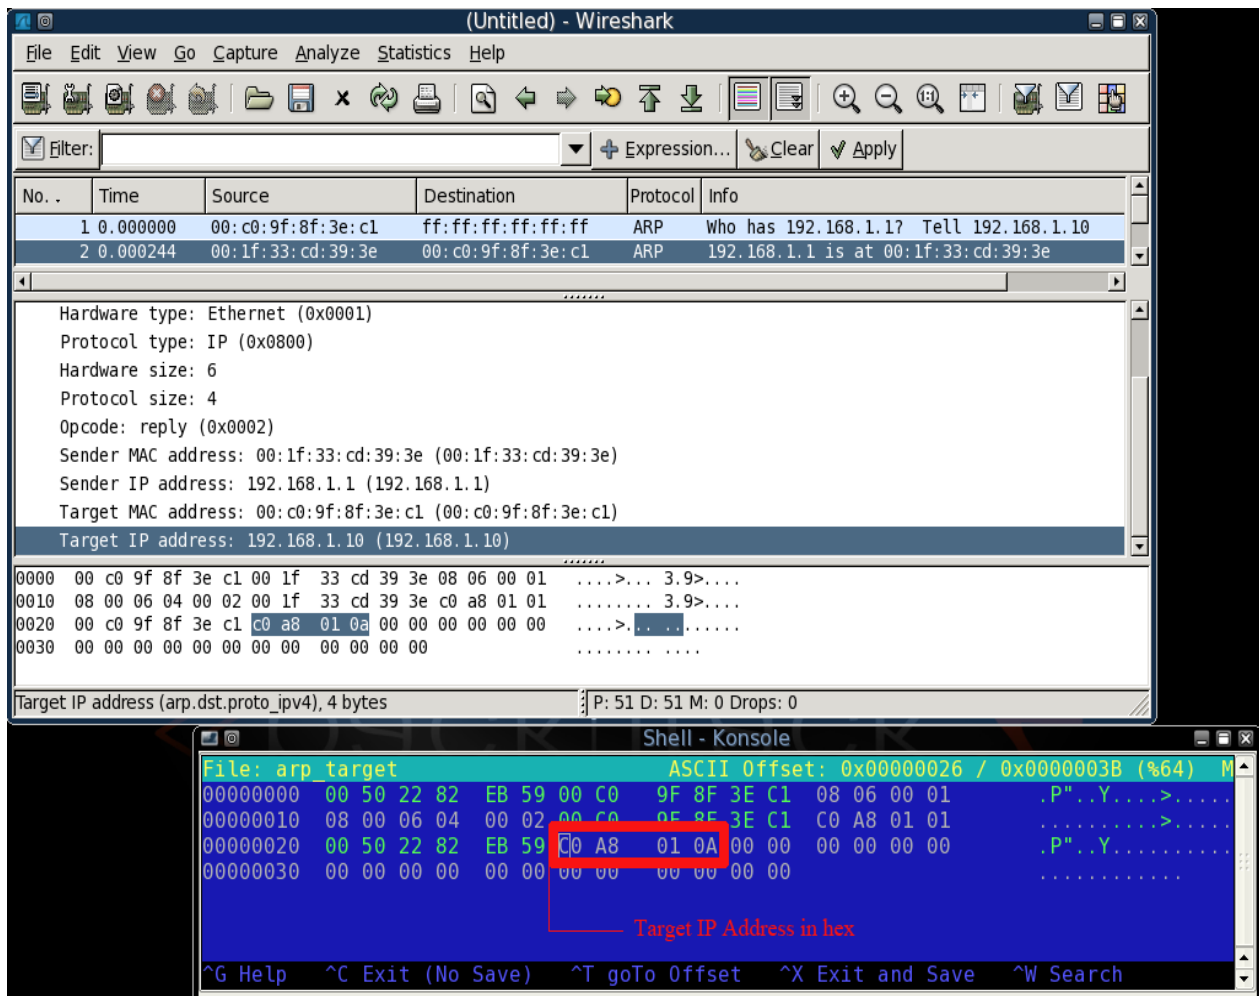 (Untitled) - Wireshark
File Edit View Go Capture Analyze Statistics Help
Filter: Expression... Clear Apply
No. . Time Source Destination Protocol Info
1 0.000000 00:c0:9f:8f:3e:c1 ff:ff:ff:ff:ff:ff ARP Who has 192.168.1.1? Tell 192.168.1.10
2 0.000244 00:1f:33:cd:39:3e 00:c0:9f:8f:3e:c1 ARP 192.168.1.1 is at 00:1f:33:cd:39:3e
Hardware type: Ethernet (0x0001)
Protocol type: IP (0x0800)
Hardware size: 6
Protocol size: 4
Opcode: reply (0x0002)
Sender MAC address: 00:1f:33:cd:39:3e (00:1f:33:cd:39:3e)
Sender IP address: 192.168.1.1 (192.168.1.1)
Target MAC address: 00:c0:9f:8f:3e:c1 (00:c0:9f:8f:3e:c1)
Target IP address: 192.168.1.10 (192.168.1.10)
0000 00 c0 9f 8f 3e c1 00 1f 33 cd 39 3e 08 06 00 01 ....>... 3.9>....
0010 08 00 06 04 00 02 00 1f 33 cd 39 3e c0 a8 01 01 ........ 3.9>....
0020 00 c0 9f 8f 3e c1 c0 a8 01 0a 00 00 00 00 00 00 ....>... ........
0030 00 00 00 00 00 00 00 00 00 00 00 00 ........ ....
Target IP address (arp.dst.proto_ipv4), 4 bytes P: 51 D: 51 M: 0 Drops: 0
Shell - Konsole
File: arp_target ASCII Offset: 0x00000026 / 0x0000003B (%64) M
00000000 00 50 22 82 EB 59 00 C0 9F 8F 3E C1 08 06 00 01 .P"..Y....>.....
00000010 08 00 06 04 00 02 00 C0 9F 8F 3E C1 C0 A8 01 01 ..........>.....
00000020 00 50 22 82 EB 59 C0 A8 01 0A 00 00 00 00 00 00 .P"..Y..........
00000030 00 00 00 00 00 00 00 00 00 00 00 00 ............
Target IP Address in hex
^G Help ^C Exit (No Save) ^T goTo Offset ^X Exit and Save ^W Search